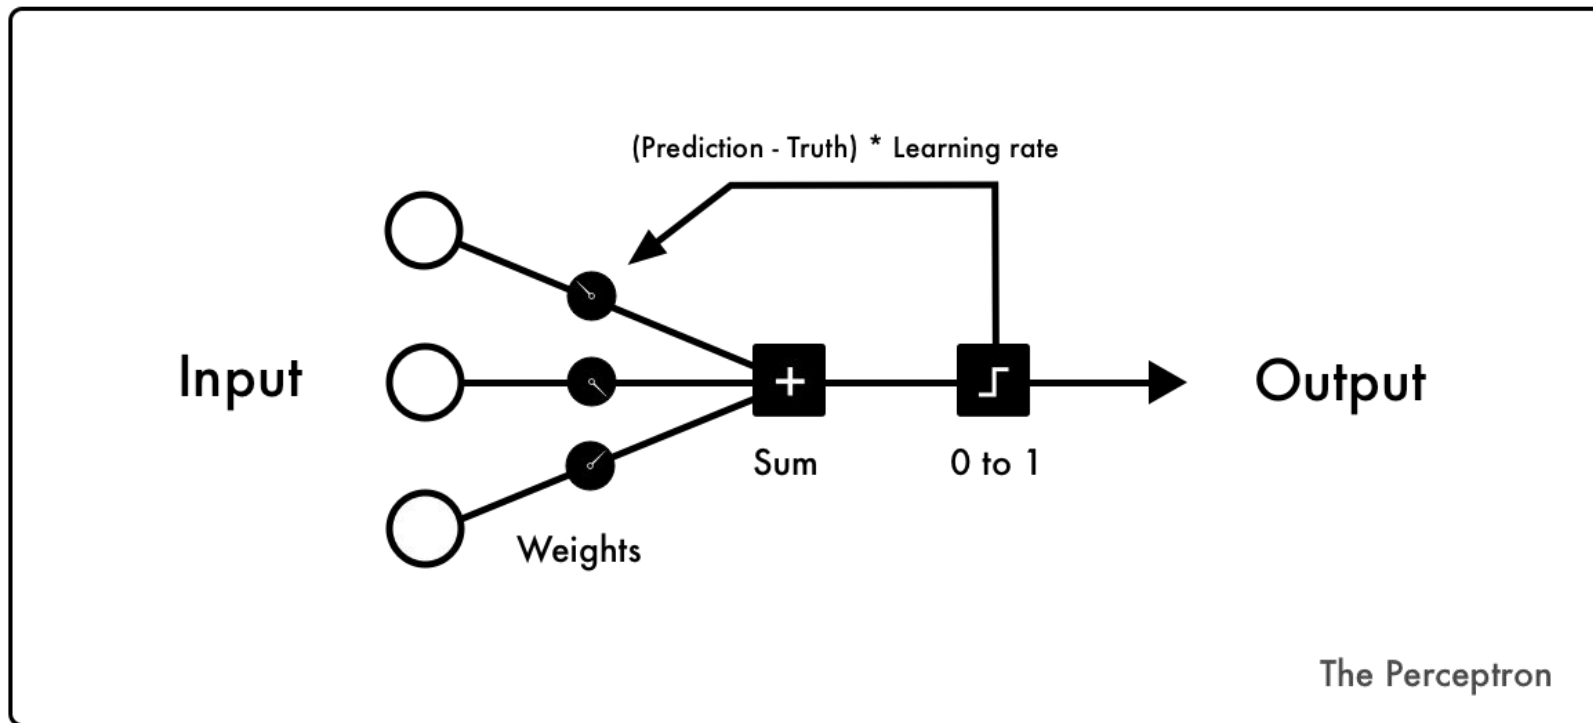 (Prediction - Truth) * Learning rate
Input
Output
Sum
0 to 1
Weights
The Perceptron